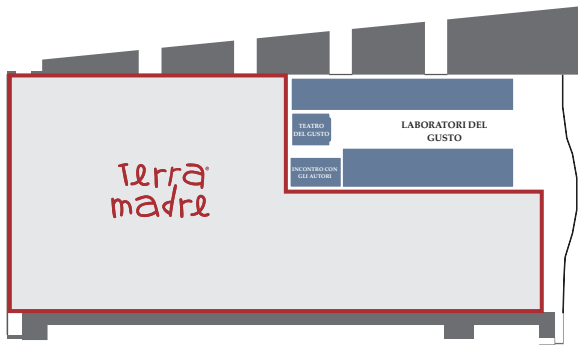 TEATRO
DEL GUSTO
LABORATORI DEL
GUSTO
INCONTRO CON
GLI AUTORI
Terra®
madre